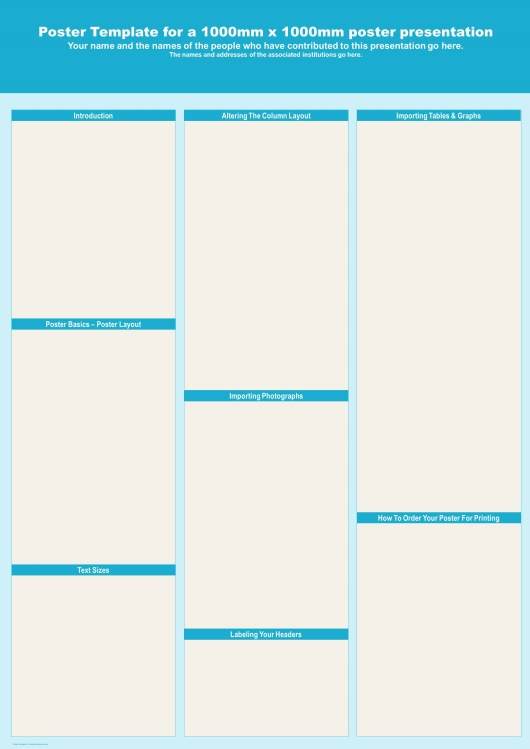 Poster Template for a 1000mm x 1000mm poster presentation
Your name and the names of the people who have contributed to this presentation go here.
The names and addresses of the associated institutions go here.
Introduction
Poster Basics – Poster Layout
Text Sizes
Altering The Column Layout
Importing Photographs
Labeling Your Headers
Importing Tables & Graphs
How To Order Your Poster For Printing